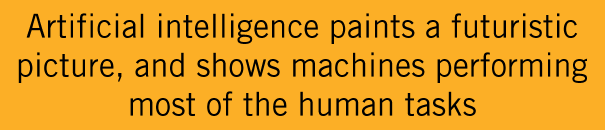 Artificial intelligence paints a futuristic
picture, and shows machines performing
most of the human tasks